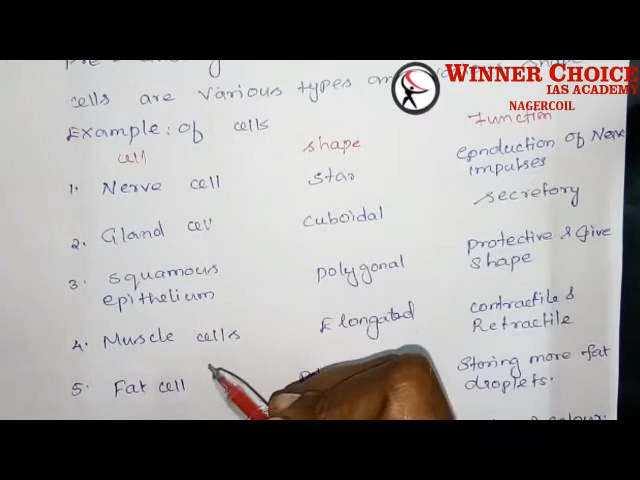 WINNER CHOICE
IAS ACADEMY
NAGERCOIL
cells are various types
Example: of cells
cell shape Function
1. Nerve cell star conduction of Nerve impulses
2. Gland cell cuboidal secretory
3. squamous epithelium polygonal protective & Give shape
4. Muscle cells Elongated contractile & Retractile
5. Fat cell storing more fat droplets.